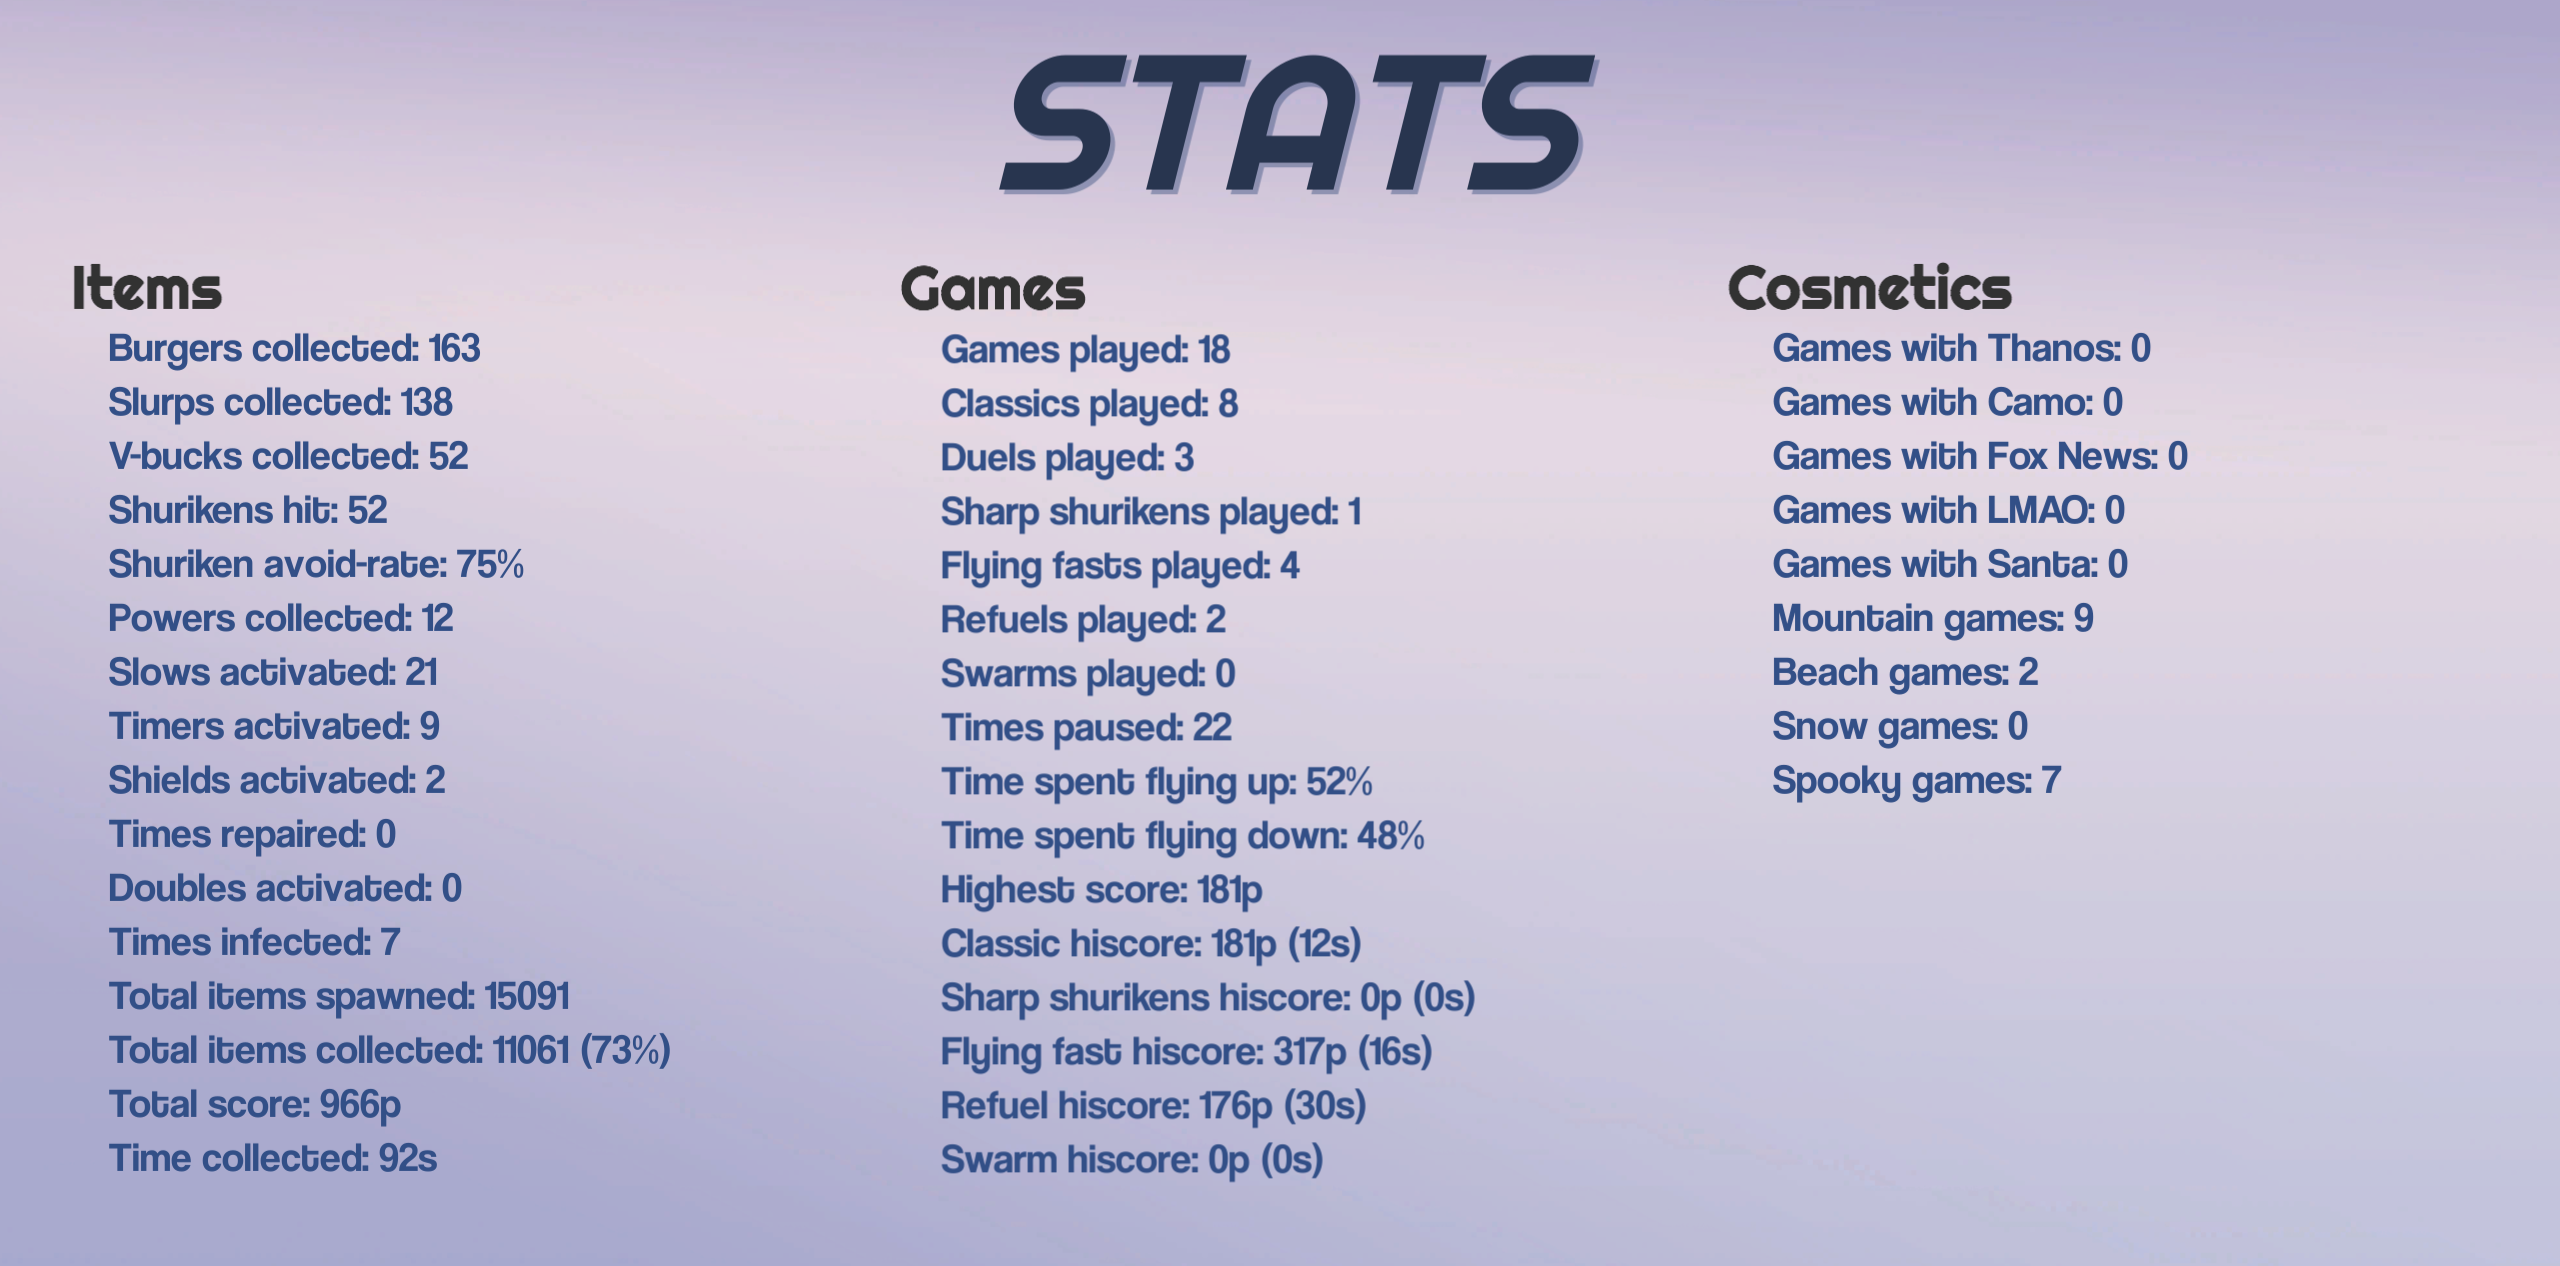 STATS
Items
Burgers collected: 163
Slurps collected: 138
V-bucks collected: 52
Shurikens hit: 52
Shuriken avoid-rate: 75%
Powers collected: 12
Slows activated: 21
Timers activated: 9
Shields activated: 2
Times repaired: 0
Doubles activated: 0
Times infected: 7
Total items spawned: 15091
Total items collected: 11061 (73%)
Total score: 966p
Time collected: 92s
Games
Games played: 18
Classics played: 8
Duels played: 3
Sharp shurikens played: 1
Flying fasts played: 4
Refuels played: 2
Swarms played: 0
Times paused: 22
Time spent flying up: 52%
Time spent flying down: 48%
Highest score: 181p
Classic hiscore: 181p (12s)
Sharp shurikens hiscore: 0p (0s)
Flying fast hiscore: 317p (16s)
Refuel hiscore: 176p (30s)
Swarm hiscore: 0p (0s)
Cosmetics
Games with Thanos: 0
Games with Camo: 0
Games with Fox News: 0
Games with LMAO: 0
Games with Santa: 0
Mountain games: 9
Beach games: 2
Snow games: 0
Spooky games: 7